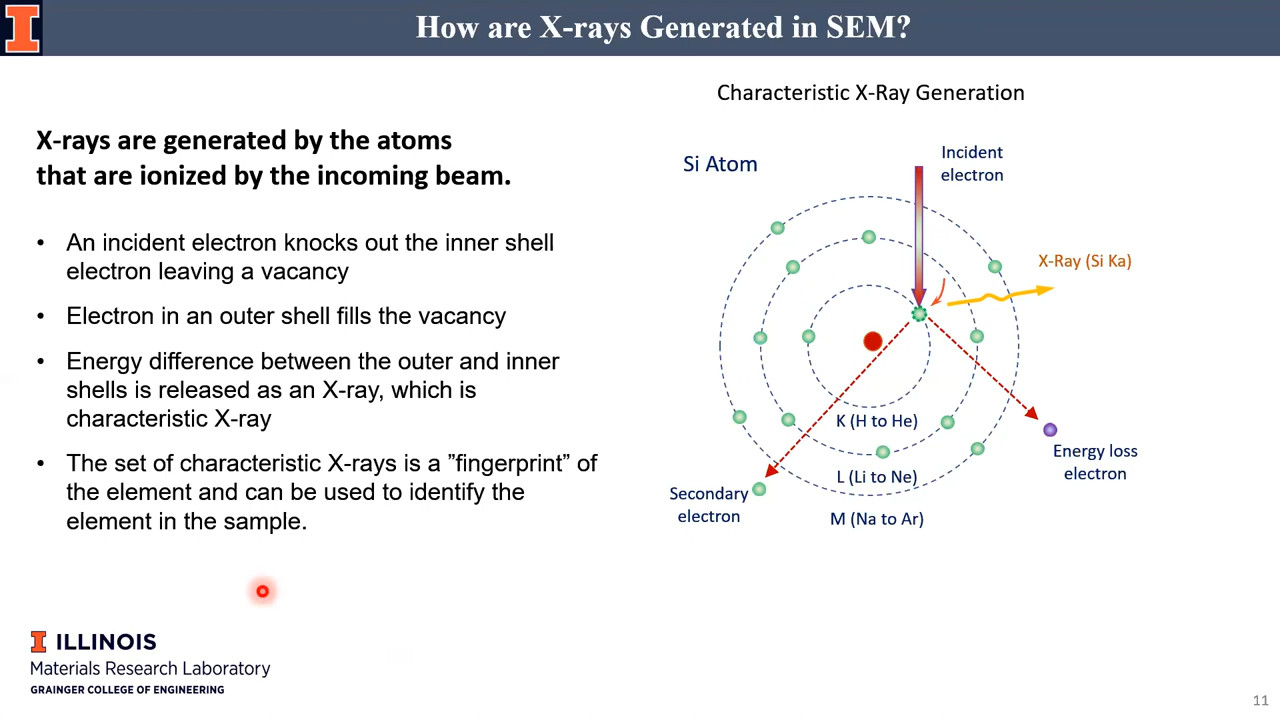 How are X-rays Generated in SEM?
X-rays are generated by the atoms
that are ionized by the incoming beam.
• An incident electron knocks out the inner shell
electron leaving a vacancy
• Electron in an outer shell fills the vacancy
• Energy difference between the outer and inner
shells is released as an X-ray, which is
characteristic X-ray
• The set of characteristic X-rays is a ”fingerprint” of
the element and can be used to identify the
element in the sample.
Characteristic X-Ray Generation
Si Atom
Incident
electron
X-Ray (Si Ka)
K (H to He)
L (Li to Ne)
M (Na to Ar)
Energy loss
electron
Secondary
electron
I ILLINOIS
Materials Research Laboratory
GRAINGER COLLEGE OF ENGINEERING
11